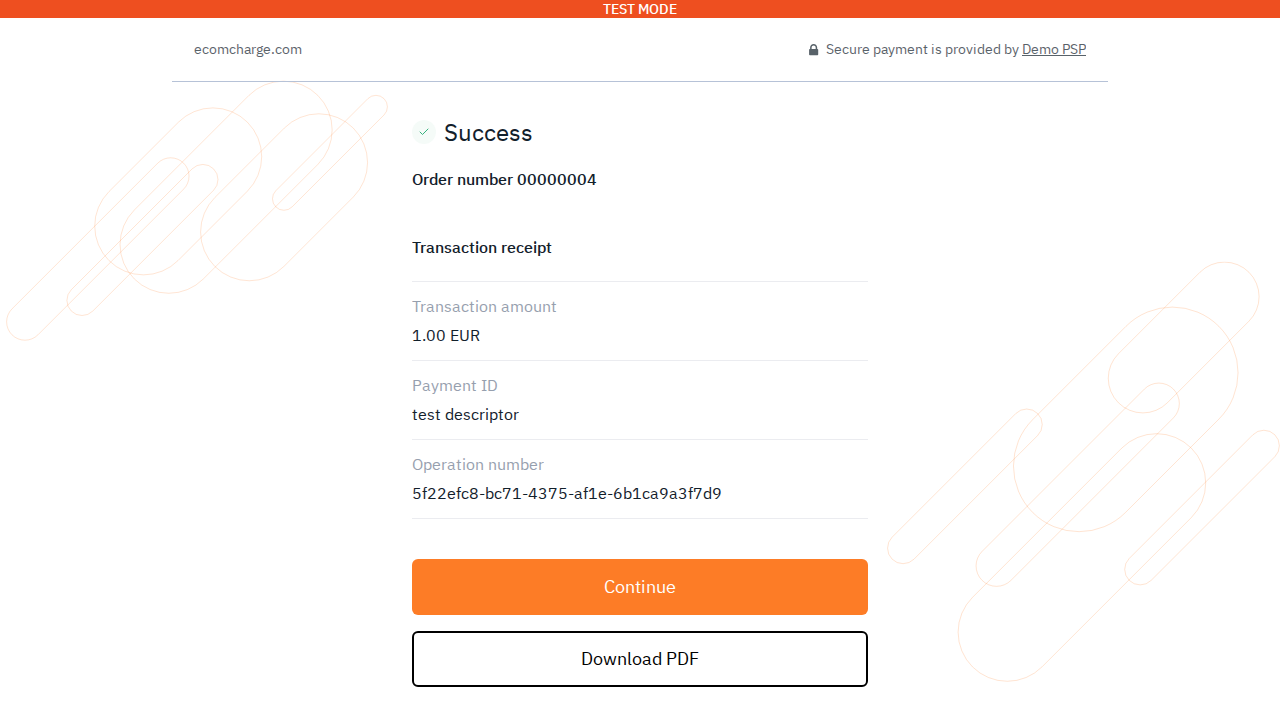 TEST MODE
ecomcharge.com
Secure payment is provided by Demo PSP
Success
Order number 00000004
Transaction receipt
Transaction amount
1.00 EUR
Payment ID
test descriptor
Operation number
5f22efc8-bc71-4375-af1e-6b1ca9a3f7d9
Continue
Download PDF